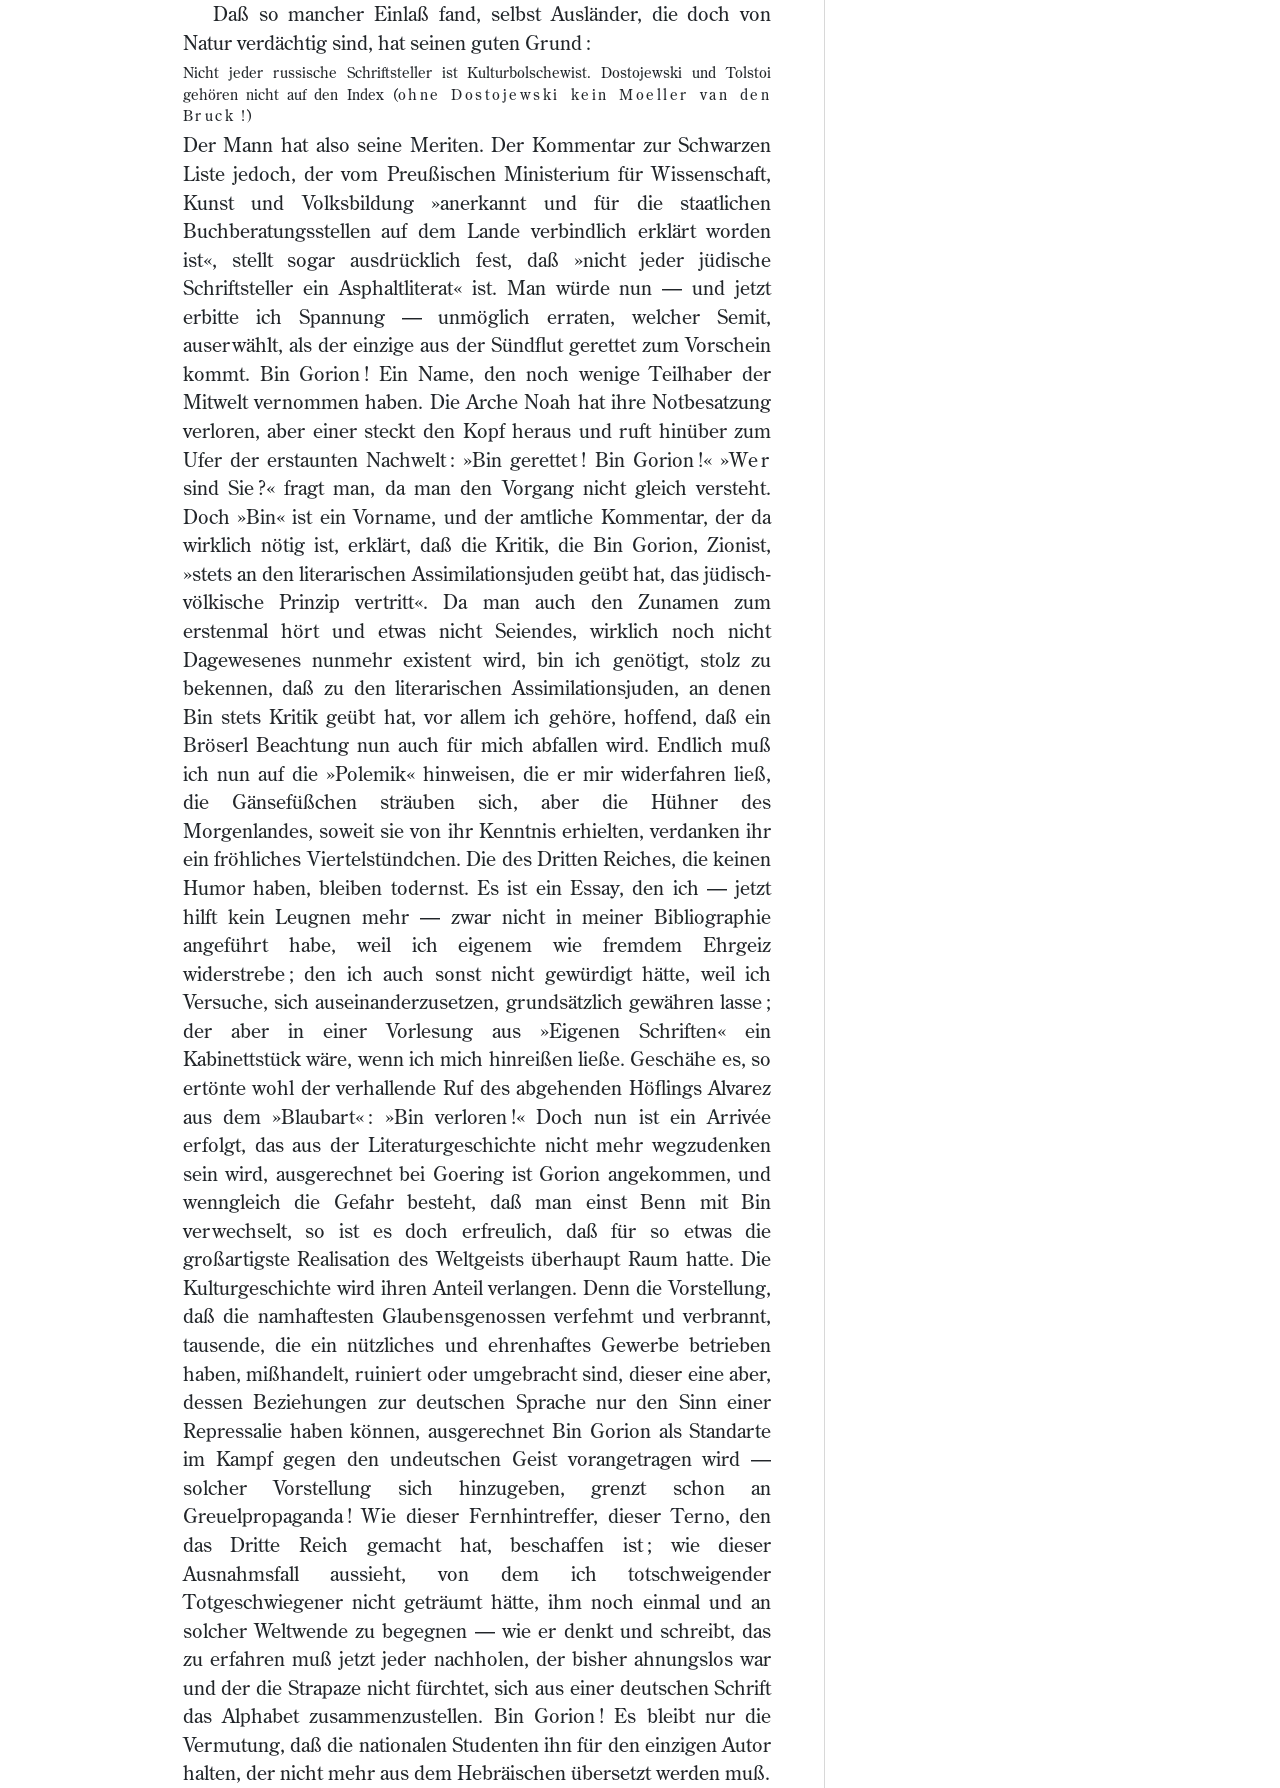 Daß so mancher Einlaß fand, selbst Ausländer, die doch von
Natur verdächtig sind, hat seinen guten Grund :
Nicht jeder russische Schriftsteller ist Kulturbolschewist. Dostojewski und Tolstoi
gehören nicht auf den Index (ohne Dostojewski kein Moeller van den
Bruck !)
Der Mann hat also seine Meriten. Der Kommentar zur Schwarzen
Liste jedoch, der vom Preußischen Ministerium für Wissenschaft,
Kunst und Volksbildung »anerkannt und für die staatlichen
Buchberatungsstellen auf dem Lande verbindlich erklärt worden
ist«, stellt sogar ausdrücklich fest, daß »nicht jeder jüdische
Schriftsteller ein Asphaltliterat« ist. Man würde nun — und jetzt
erbitte ich Spannung — unmöglich erraten, welcher Semit,
auserwählt, als der einzige aus der Sündflut gerettet zum Vorschein
kommt. Bin Gorion ! Ein Name, den noch wenige Teilhaber der
Mitwelt vernommen haben. Die Arche Noah hat ihre Notbesatzung
verloren, aber einer steckt den Kopf heraus und ruft hinüber zum
Ufer der erstaunten Nachwelt : »Bin gerettet ! Bin Gorion !« »Wer
sind Sie ?« fragt man, da man den Vorgang nicht gleich versteht.
Doch »Bin« ist ein Vorname, und der amtliche Kommentar, der da
wirklich nötig ist, erklärt, daß die Kritik, die Bin Gorion, Zionist,
»stets an den literarischen Assimilationsjuden geübt hat, das jüdisch-
völkische Prinzip vertritt«. Da man auch den Zunamen zum
erstenmal hört und etwas nicht Seiendes, wirklich noch nicht
Dagewesenes nunmehr existent wird, bin ich genötigt, stolz zu
bekennen, daß zu den literarischen Assimilationsjuden, an denen
Bin stets Kritik geübt hat, vor allem ich gehöre, hoffend, daß ein
Bröserl Beachtung nun auch für mich abfallen wird. Endlich muß
ich nun auf die »Polemik« hinweisen, die er mir widerfahren ließ,
die Gänsefüßchen sträuben sich, aber die Hühner des
Morgenlandes, soweit sie von ihr Kenntnis erhielten, verdanken ihr
ein fröhliches Viertelstündchen. Die des Dritten Reiches, die keinen
Humor haben, bleiben todernst. Es ist ein Essay, den ich — jetzt
hilft kein Leugnen mehr — zwar nicht in meiner Bibliographie
angeführt habe, weil ich eigenem wie fremdem Ehrgeiz
widerstrebe ; den ich auch sonst nicht gewürdigt hätte, weil ich
Versuche, sich auseinanderzusetzen, grundsätzlich gewähren lasse ;
der aber in einer Vorlesung aus »Eigenen Schriften« ein
Kabinettstück wäre, wenn ich mich hinreißen ließe. Geschähe es, so
ertönte wohl der verhallende Ruf des abgehenden Höflings Alvarez
aus dem »Blaubart« : »Bin verloren !« Doch nun ist ein Arrivée
erfolgt, das aus der Literaturgeschichte nicht mehr wegzudenken
sein wird, ausgerechnet bei Goering ist Gorion angekommen, und
wenngleich die Gefahr besteht, daß man einst Benn mit Bin
verwechselt, so ist es doch erfreulich, daß für so etwas die
großartigste Realisation des Weltgeists überhaupt Raum hatte. Die
Kulturgeschichte wird ihren Anteil verlangen. Denn die Vorstellung,
daß die namhaftesten Glaubensgenossen verfehmt und verbrannt,
tausende, die ein nützliches und ehrenhaftes Gewerbe betrieben
haben, mißhandelt, ruiniert oder umgebracht sind, dieser eine aber,
dessen Beziehungen zur deutschen Sprache nur den Sinn einer
Repressalie haben können, ausgerechnet Bin Gorion als Standarte
im Kampf gegen den undeutschen Geist vorangetragen wird —
solcher Vorstellung sich hinzugeben, grenzt schon an
Greuelpropaganda ! Wie dieser Fernhintreffer, dieser Terno, den
das Dritte Reich gemacht hat, beschaffen ist ; wie dieser
Ausnahmsfall aussieht, von dem ich totschweigender
Totgeschwiegener nicht geträumt hätte, ihm noch einmal und an
solcher Weltwende zu begegnen — wie er denkt und schreibt, das
zu erfahren muß jetzt jeder nachholen, der bisher ahnungslos war
und der die Strapaze nicht fürchtet, sich aus einer deutschen Schrift
das Alphabet zusammenzustellen. Bin Gorion ! Es bleibt nur die
Vermutung, daß die nationalen Studenten ihn für den einzigen Autor
halten, der nicht mehr aus dem Hebräischen übersetzt werden muß.